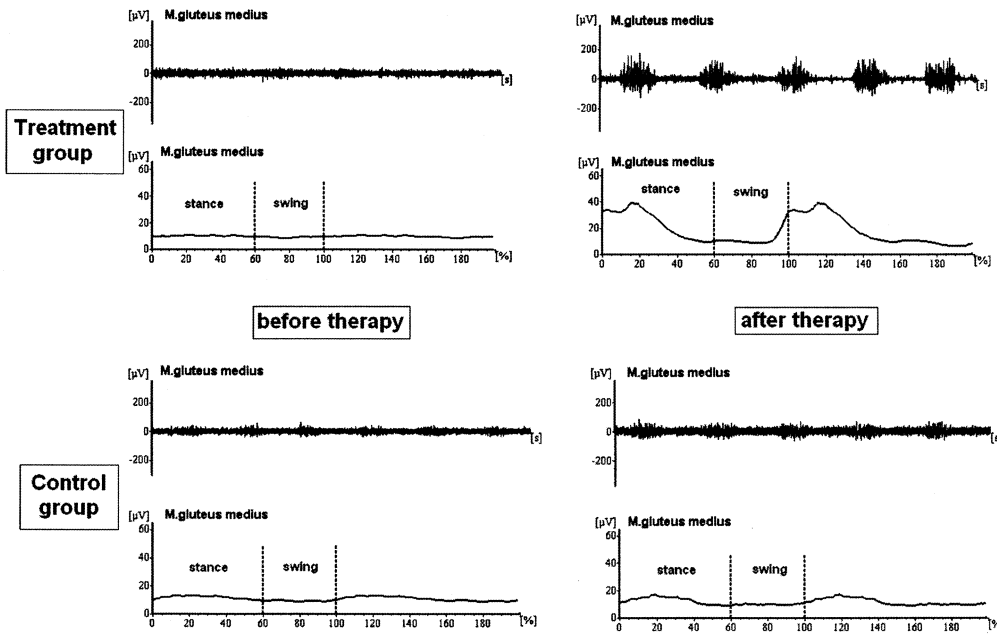 [µV] M.gluteus medius
200
0
-200
[s]
[µV] M.gluteus medius
200
0
-200
[s]
Treatment
group
[µV] M.gluteus medius
60
40
20
0
stance swing
0 20 40 60 80 100 120 140 160 180 [%]
[µV] M.gluteus medius
60
40
20
0
stance swing
0 20 40 60 80 100 120 140 160 180 [%]
before therapy
after therapy
[µV] M.gluteus medius
200
0
-200
[s]
[µV] M.gluteus medius
200
0
-200
[s
Control
group
[µV] M.gluteus medius
60
40
20
0
stance swing
0 20 40 60 80 100 120 140 160 180 [%]
[µV] M.gluteus medius
60
40
20
0
stance swing
0 20 40 60 80 100 120 140 160 180 [%